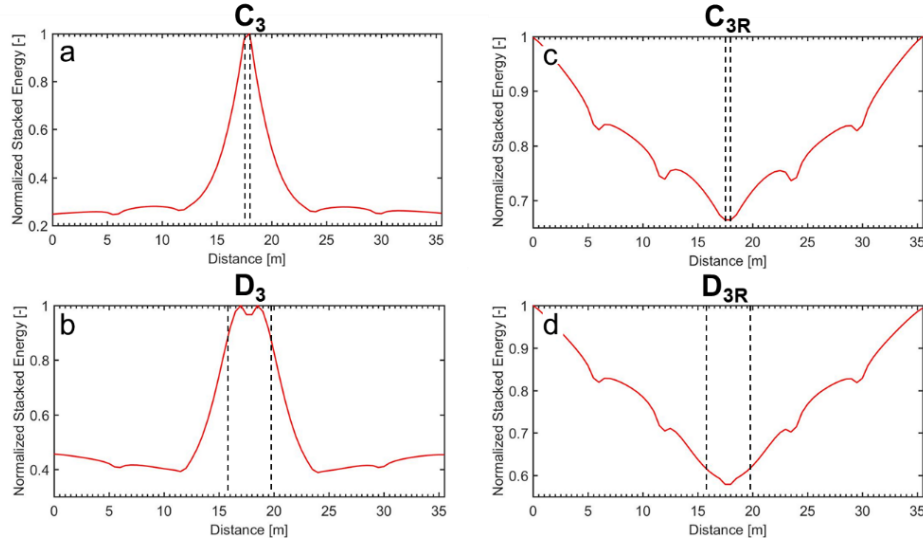 C3
a
Normalized Stacked Energy [-]
1
0.8
0.6
0.4
0.2
0 5 10 15 20 25 30 35
Distance [m]
C3R
c
Normalized Stacked Energy [-]
1
0.9
0.8
0.7
0 5 10 15 20 25 30 35
Distance [m]
D3
b
Normalized Stacked Energy [-]
1
0.8
0.6
0.4
0 5 10 15 20 25 30 35
Distance [m]
D3R
d
Normalized Stacked Energy [-]
1
0.9
0.8
0.7
0.6
0 5 10 15 20 25 30 35
Distance [m]